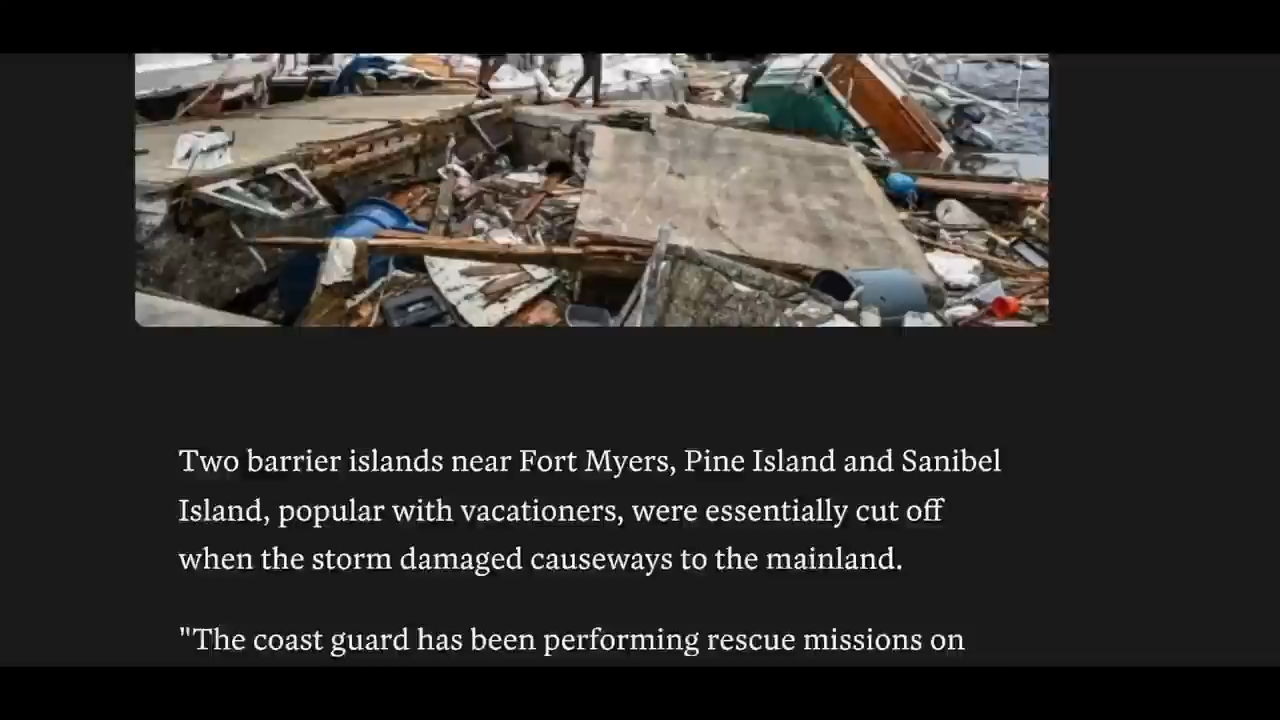 Two barrier islands near Fort Myers, Pine Island and Sanibel
Island, popular with vacationers, were essentially cut off
when the storm damaged causeways to the mainland.
"The coast guard has been performing rescue missions on